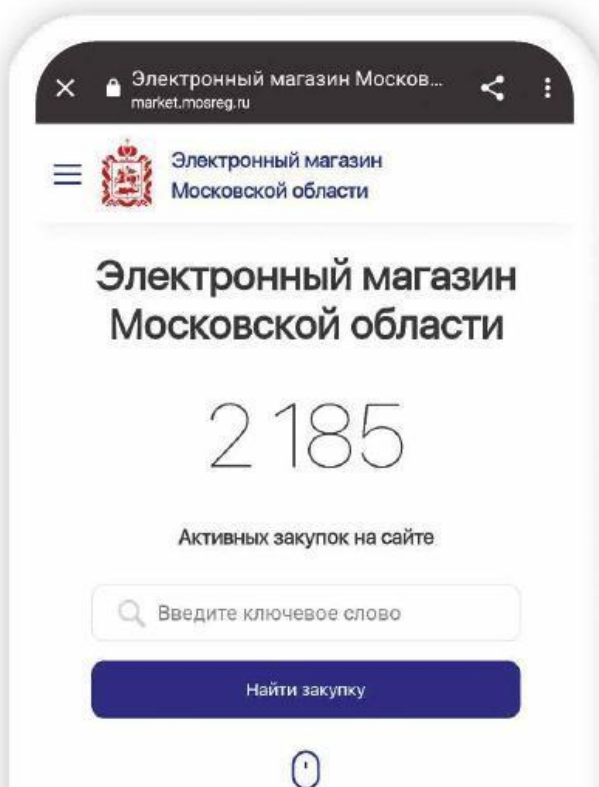 Электронный магазин Москов...
market.mosreg.ru
Электронный магазин
Московской области
Электронный магазин
Московской области
2 185
Активных закупок на сайте
Введите ключевое слово
Найти закупку